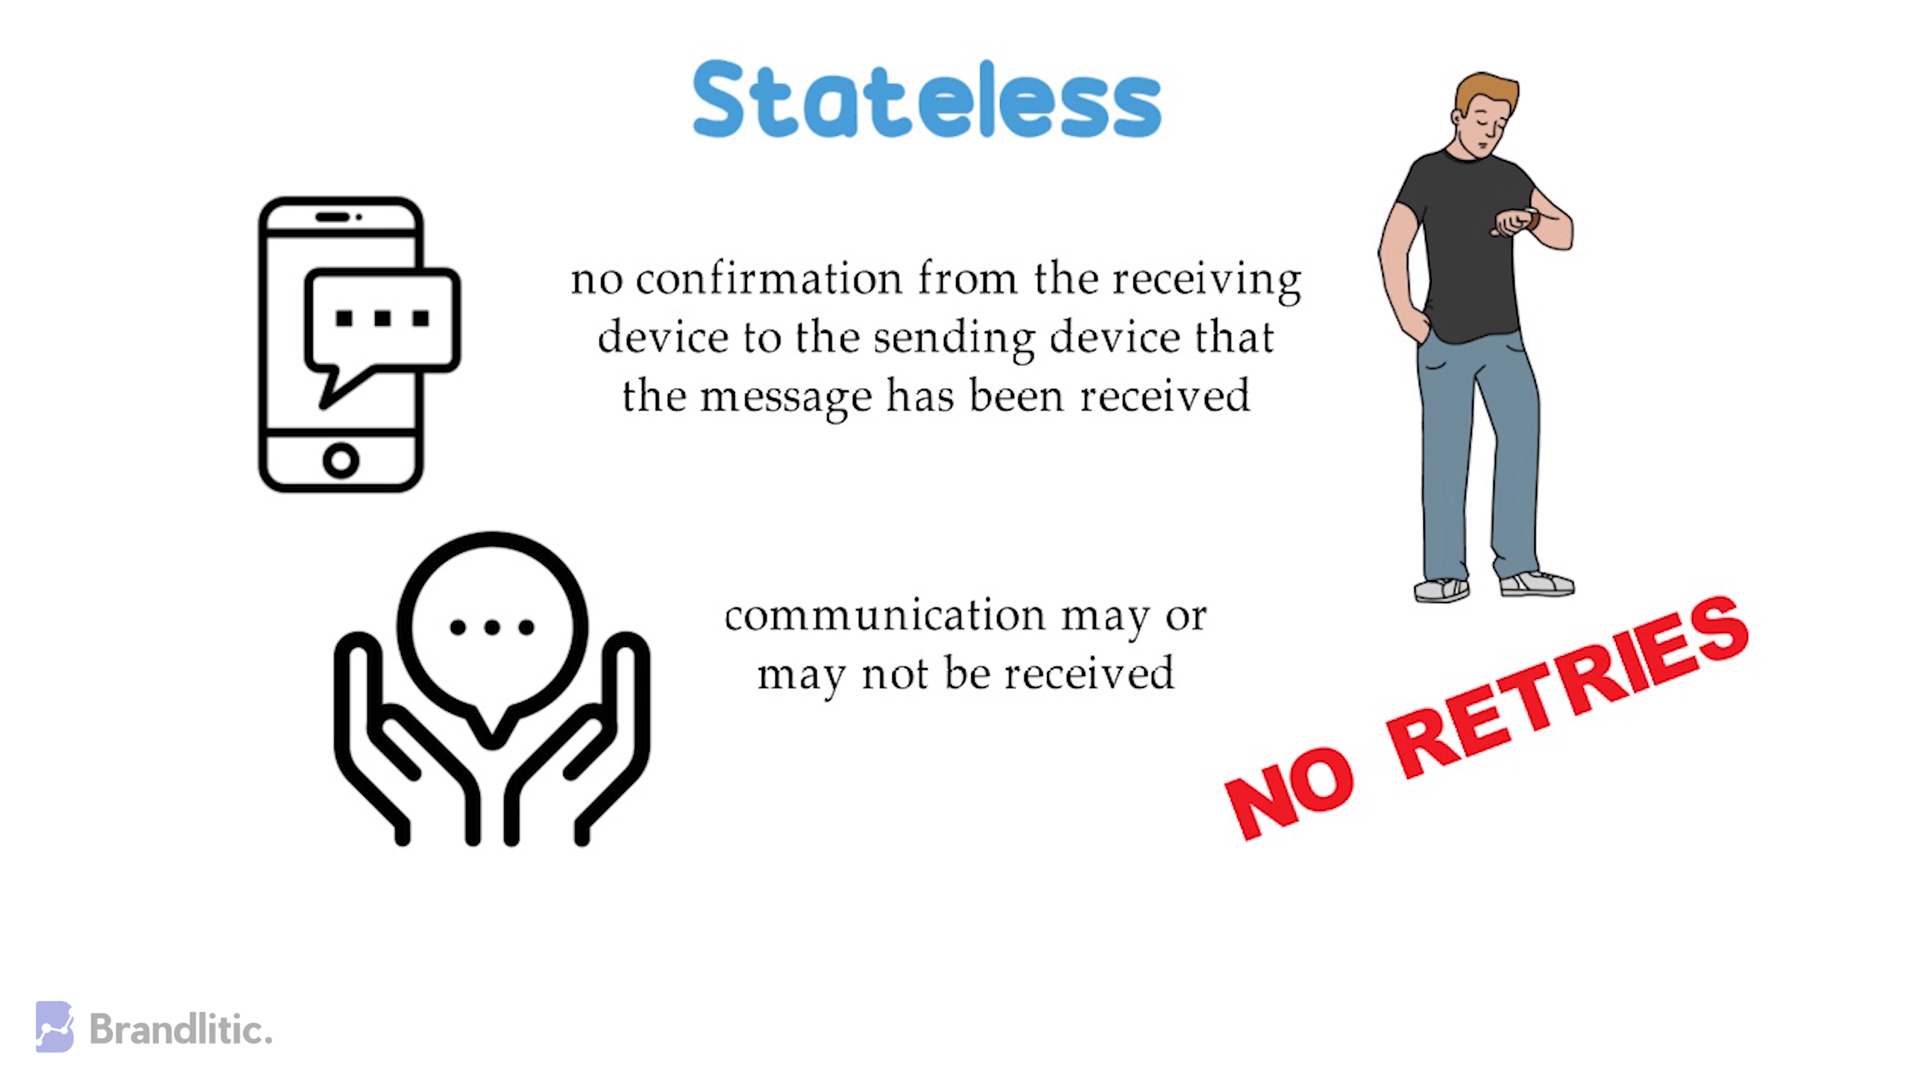 Stateless
no confirmation from the receiving
device to the sending device that
the message has been received
communication may or
may not be received
NO RETRIES
Brandlitic.